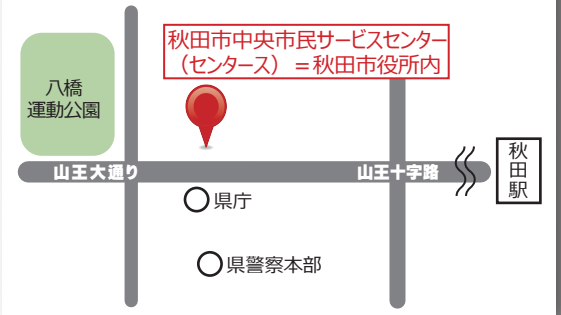 秋田市中央市民サービスセンター
（センタース）＝秋田市役所内
八橋
運動公園
山王大通り
山王十字路
秋田駅
県庁
県警察本部